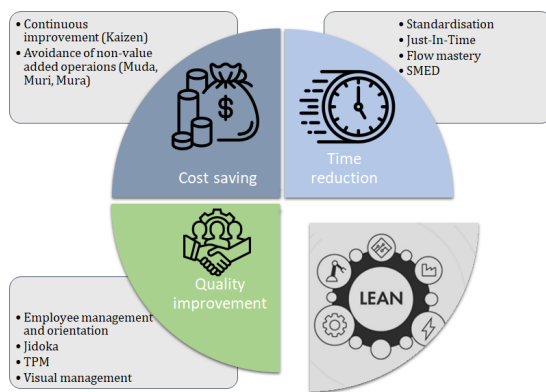 • Continuous
improvement (Kaizen)
• Avoidance of non-value
added operaions (Muda,
Muri, Mura)
• Standardisation
• Just-In-Time
• Flow mastery
• SMED
$
Cost saving
Time
reduction
Quality
improvement
LEAN
• Employee management
and orientation
• Jidoka
• TPM
• Visual management